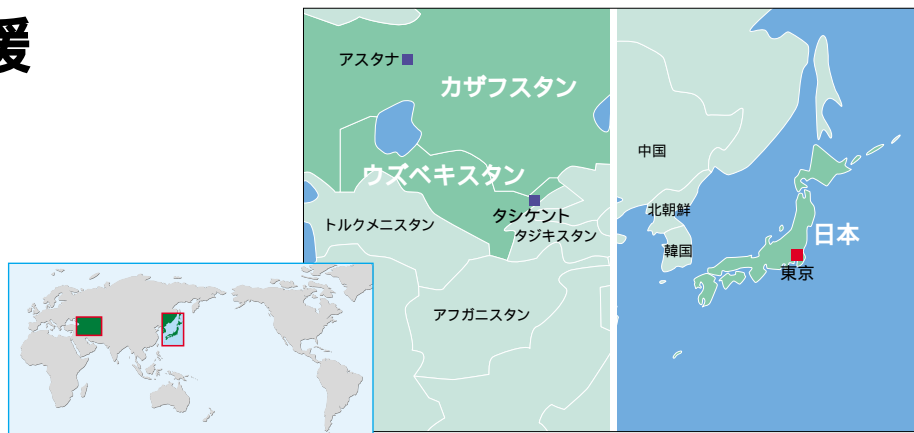 援
アスタナ
カザフスタン
ウズベキスタン
タシケント
トルクメニスタン
タジキスタン
アフガニスタン
中国
北朝鮮
韓国
日本
東京